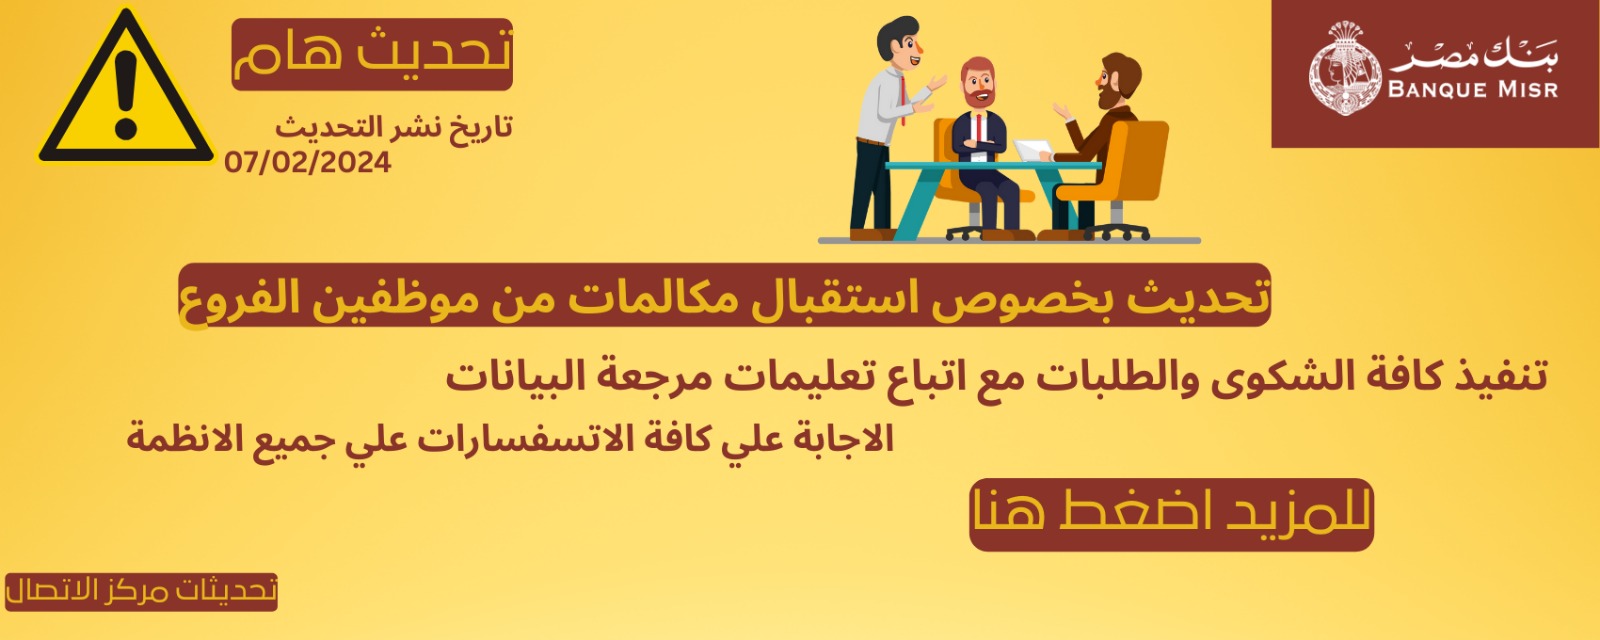 بنك مصر
BANQUE MISR
تحديث هام
تاريخ نشر التحديث
07/02/2024
تحديث بخصوص استقبال مكالمات من موظفين الفروع
تنفيذ كافة الشكوى والطلبات مع اتباع تعليمات مرجعة البيانات
الاجابة علي كافة الاتسفسارات علي جميع الانظمة
للمزيد اضغط هنا
تحديثات مركز الاتصال